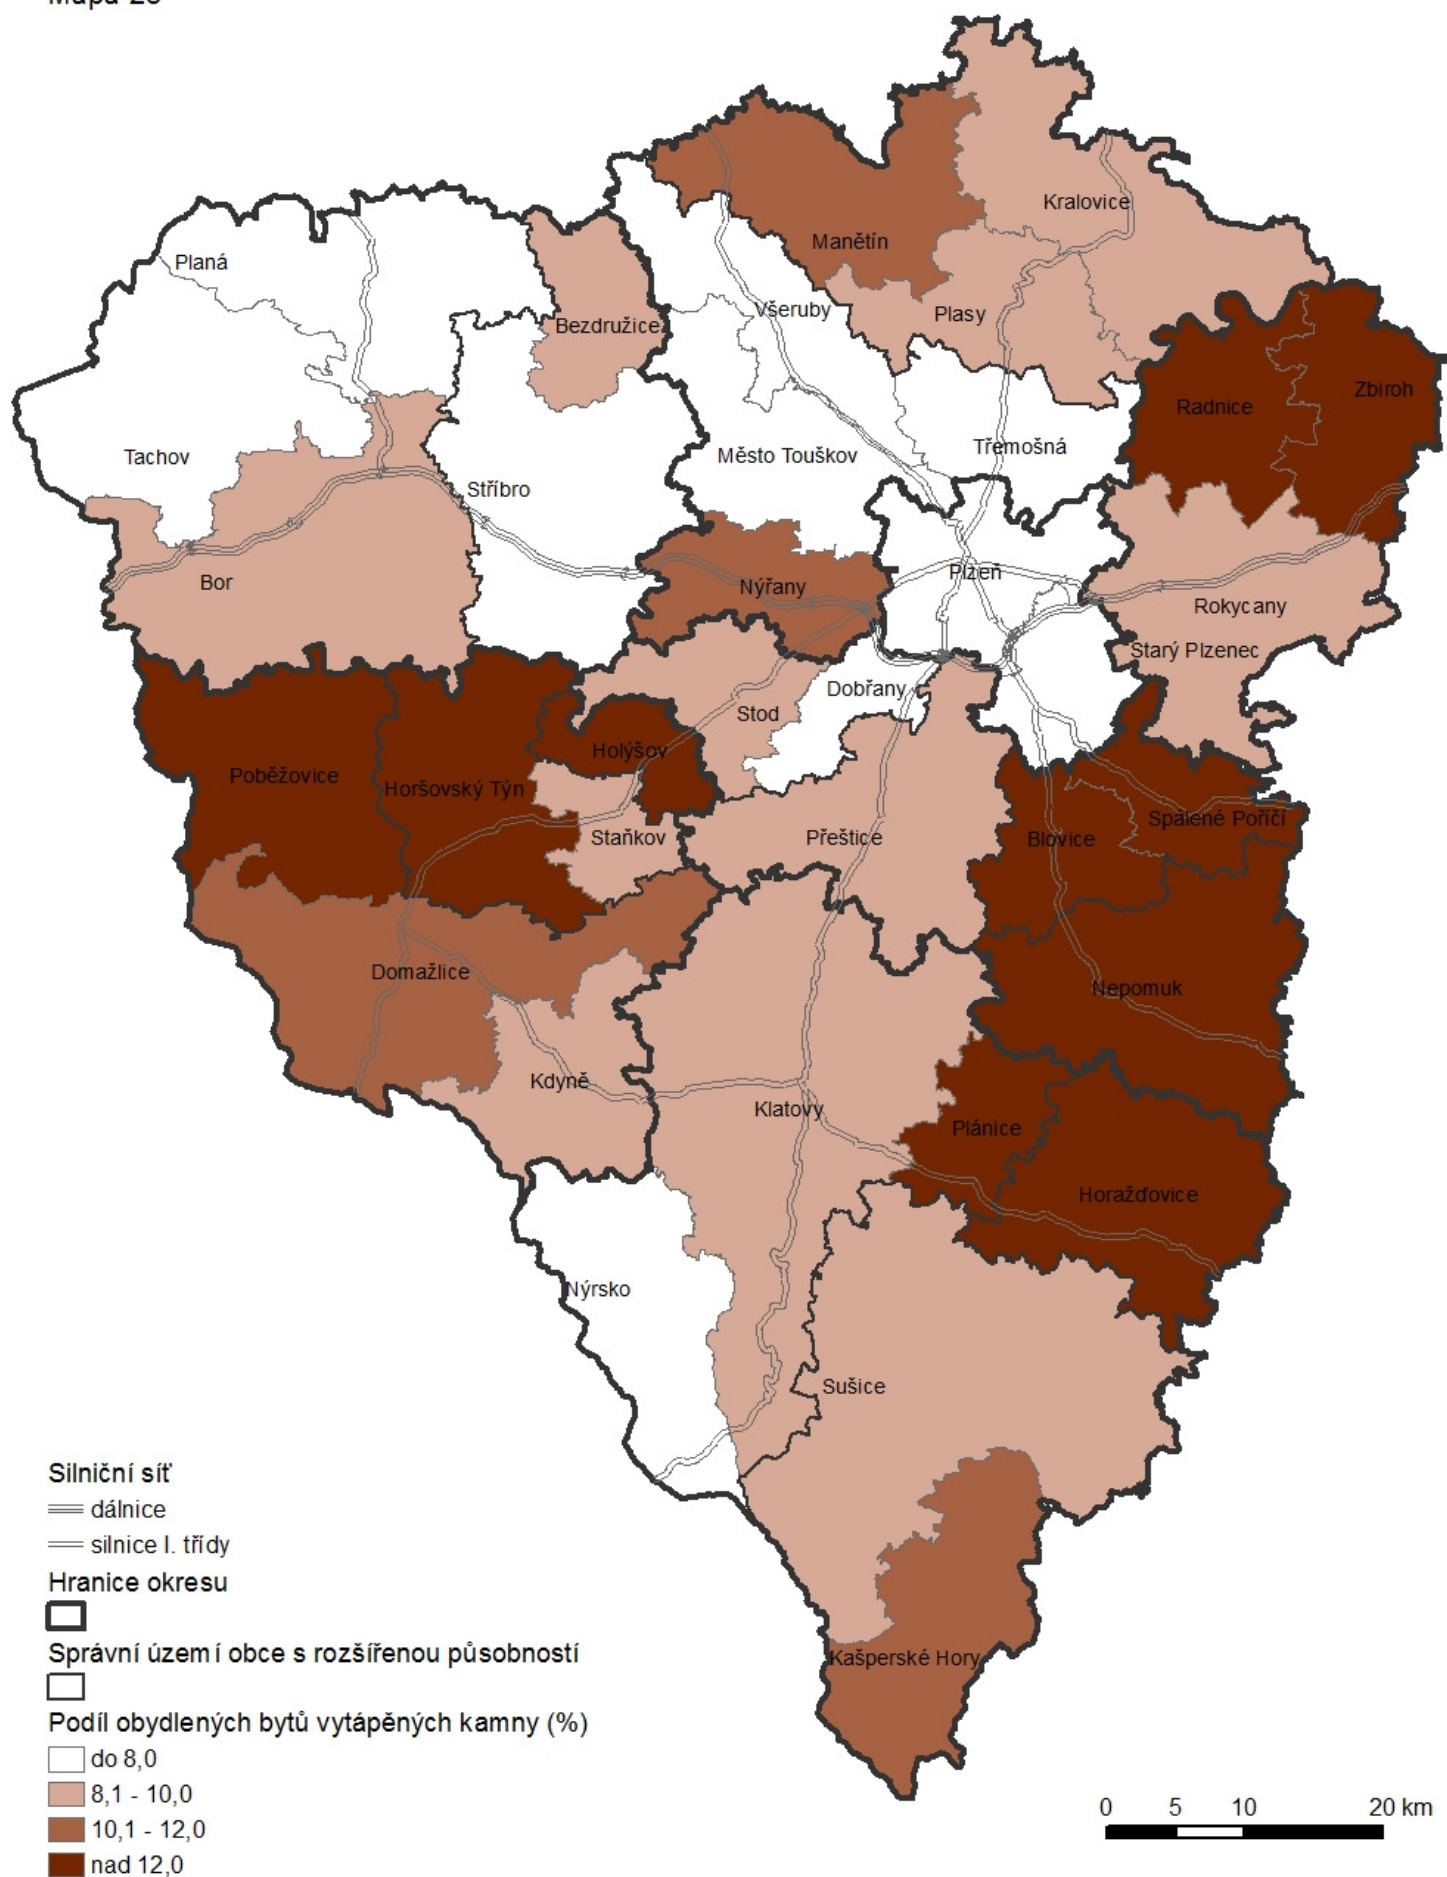 Kralovice
Manětín
Planá
Všeruby
Plasy
Bezdružice
Zbiroh
Radnice
Třemošná
Město Touškov
Tachov
Stříbro
Plzeň
Bor
Nýřany
Rokycany
Starý Plzenec
Dobřany
Stod
Holýšov
Poběžovice
Horšovský Týn
Spálené Poříčí
Staňkov
Přeštice
Blovice
Domažlice
Nepomuk
Kdyně
Klatovy
Plánice
Horažďovice
Nýrsko
Sušice
Kašperské Hory
Silniční síť
dálnice
silnice I. třídy
Hranice okresu
Správní území obce s rozšířenou působností
Podíl obydlených bytů vytápěných kamny (%)
do 8,0
8,1 - 10,0
10,1 - 12,0
nad 12,0
0 5 10 20 km